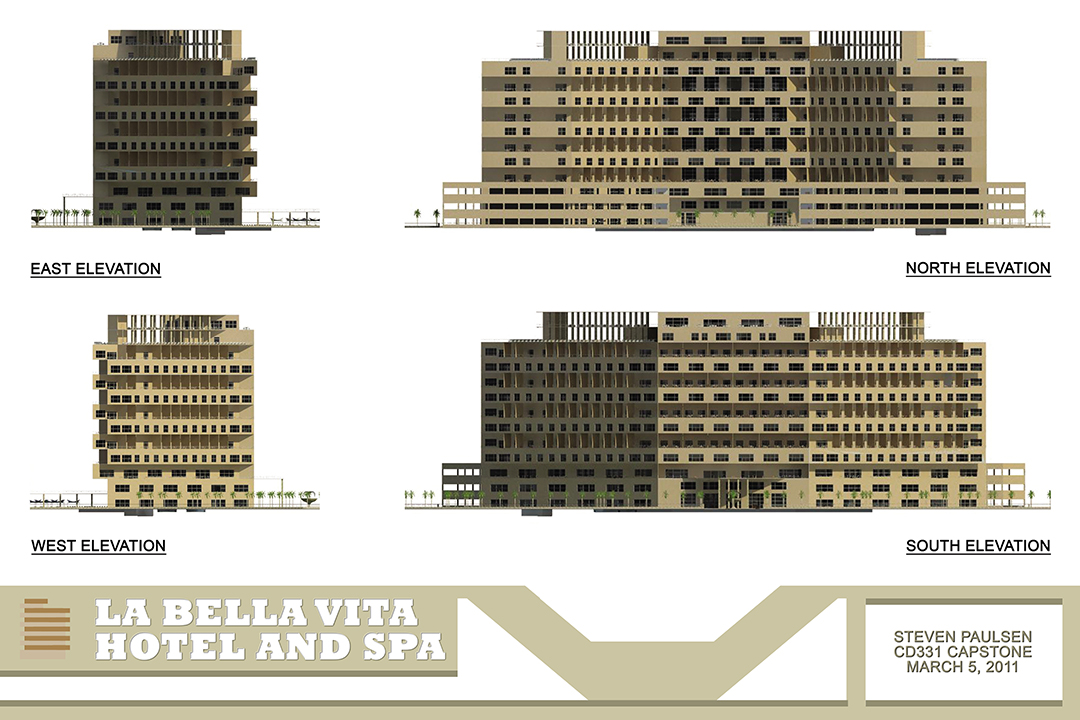 EAST ELEVATION
NORTH ELEVATION
WEST ELEVATION
SOUTH ELEVATION
LA BELLA VITA
HOTEL AND SPA
STEVEN PAULSEN
CD331 CAPSTONE
MARCH 5, 2011